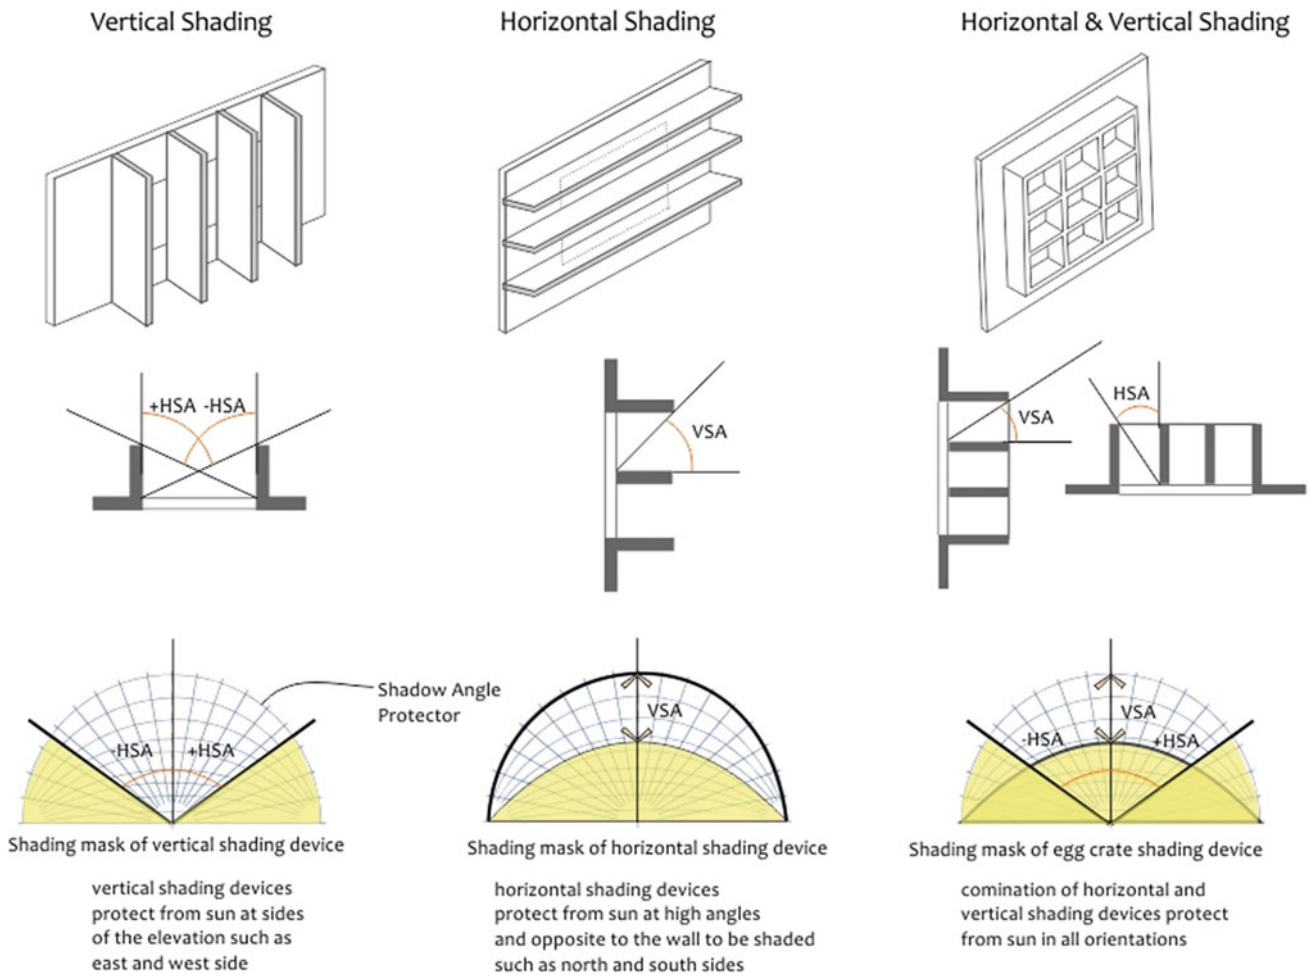 Vertical Shading
Horizontal Shading
Horizontal & Vertical Shading
+HSA -HSA
VSA
VSA
HSA
Shadow Angle
Protector
-HSA
+HSA
VSA
VSA
-HSA
+HSA
Shading mask of vertical shading device
Shading mask of horizontal shading device
Shading mask of egg crate shading device
vertical shading devices
protect from sun at sides
of the elevation such as
east and west side
horizontal shading devices
protect from sun at high angles
and opposite to the wall to be shaded
such as north and south sides
comination of horizontal and
vertical shading devices protect
from sun in all orientations